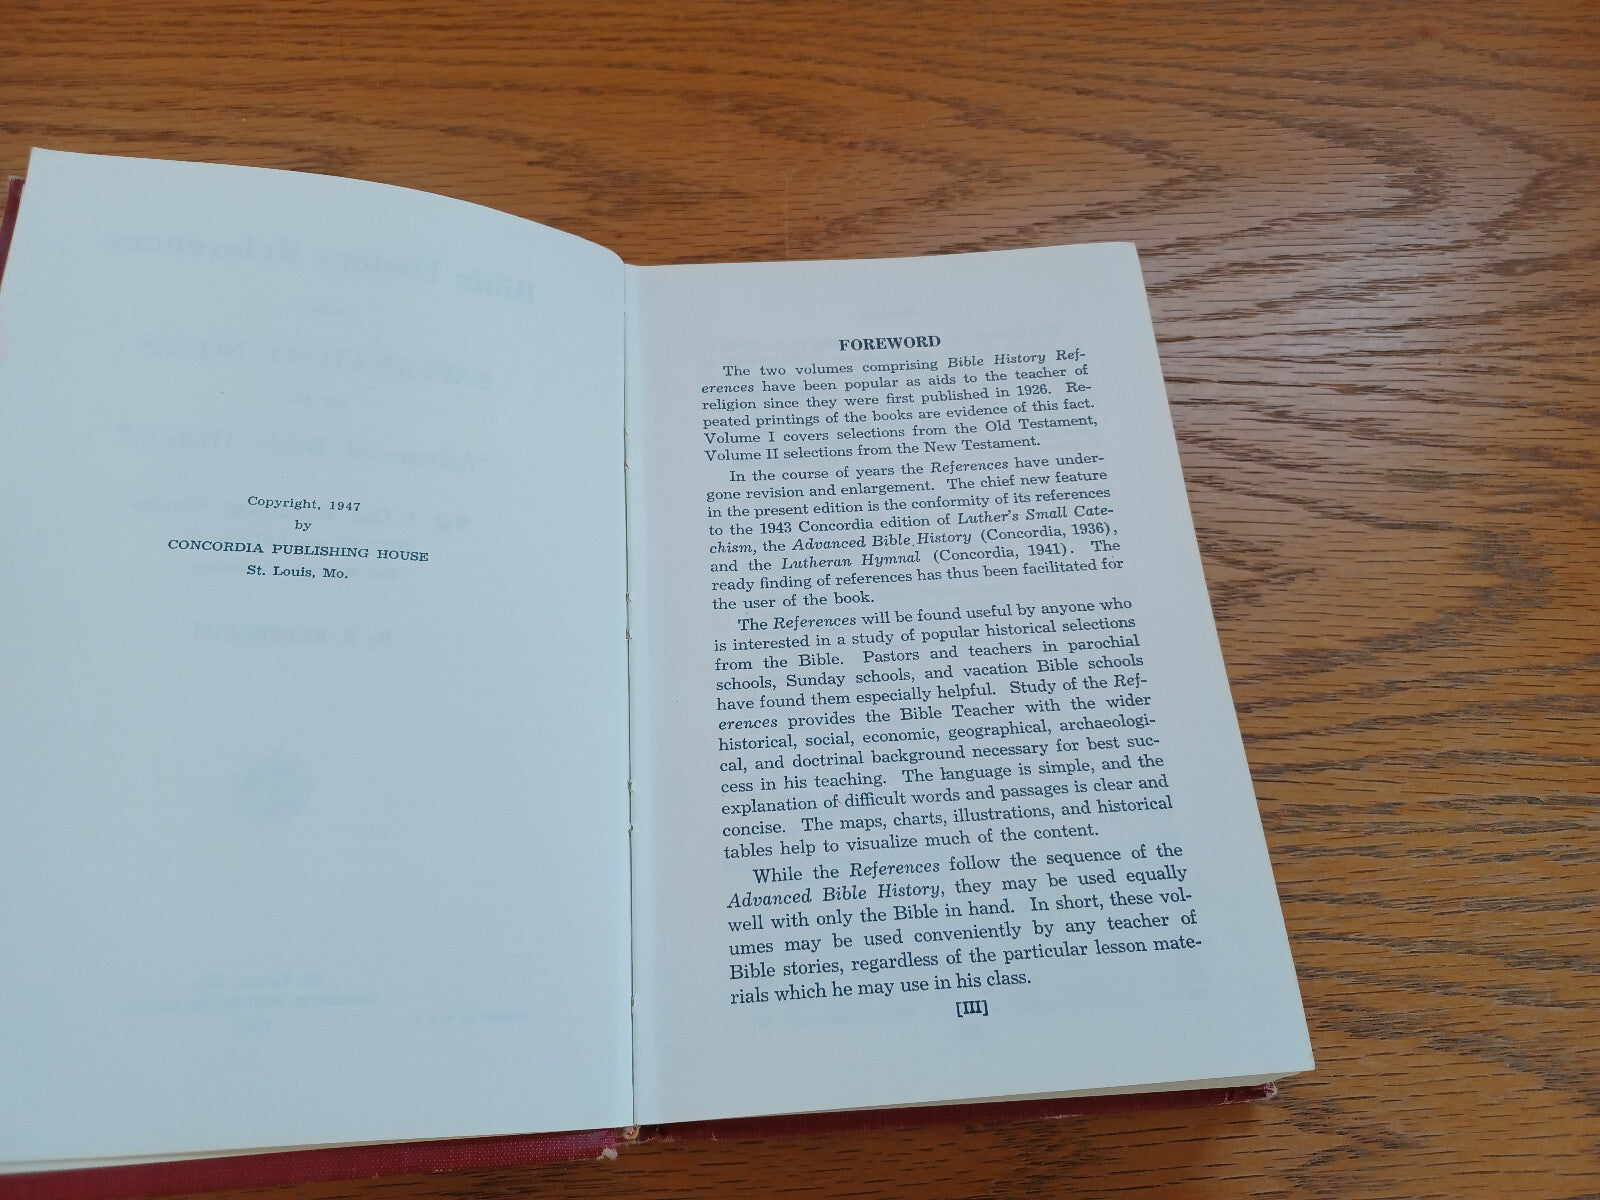 Copyright, 1947
by
CONCORDIA PUBLISHING HOUSE
St. Louis, Mo.
FOREWORD
The two volumes comprising Bible History Ref-
erences have been popular as aids to the teacher of
religion since they were first published in 1926. Re-
peated printings of the books are evidence of this fact.
Volume I covers selections from the Old Testament,
Volume II selections from the New Testament.
In the course of years the References have under-
gone revision and enlargement. The chief new feature
in the present edition is the conformity of its references
to the 1943 Concordia edition of Luther's Small Cate-
chism, the Advanced Bible History (Concordia, 1936),
and the Lutheran Hymnal (Concordia, 1941). The
ready finding of references has thus been facilitated for
the user of the book.
The References will be found useful by anyone who
is interested in a study of popular historical selections
from the Bible. Pastors and teachers in parochial
schools, Sunday schools, and vacation Bible schools
have found them especially helpful. Study of the Ref-
erences provides the Bible Teacher with the wider
historical, social, economic, geographical, archaeologi-
cal, and doctrinal background necessary for best suc-
cess in his teaching. The language is simple, and the
explanation of difficult words and passages is clear and
concise. The maps, charts, illustrations, and historical
tables help to visualize much of the content.
While the References follow the sequence of the
Advanced Bible History, they may be used equally
well with only the Bible in hand. In short, these vol-
umes may be used conveniently by any teacher of
Bible stories, regardless of the particular lesson mate-
rials which he may use in his class.
[III]